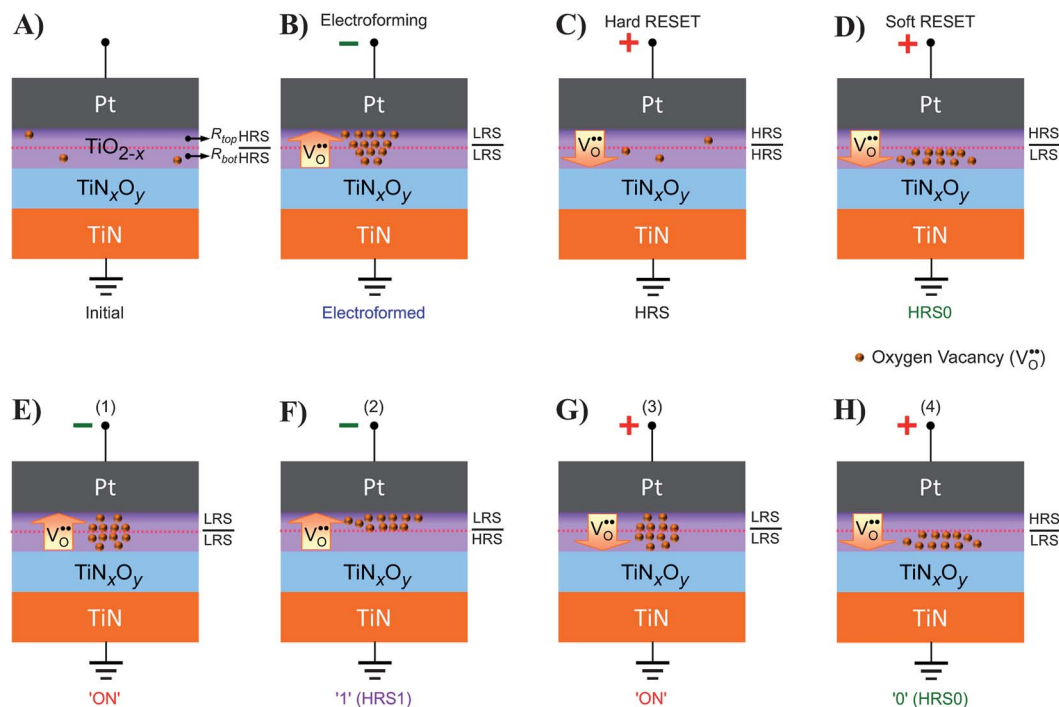 A)
Pt
TiO2-x
Rtop HRS
Rbot HRS
TiNxOy
TiN
Initial
B)
Electroforming
−
Pt
VO••
LRS
LRS
TiNxOy
TiN
Electroformed
C)
Hard RESET
+
Pt
VO••
HRS
HRS
TiNxOy
TiN
HRS
D)
Soft RESET
+
Pt
VO••
HRS
LRS
TiNxOy
TiN
HRS0
Oxygen Vacancy (VO••)
E)
(1)
−
Pt
VO••
LRS
LRS
TiNxOy
TiN
'ON'
F)
(2)
−
Pt
VO••
LRS
HRS
TiNxOy
TiN
'1' (HRS1)
G)
(3)
+
Pt
VO••
LRS
LRS
TiNxOy
TiN
'ON'
H)
(4)
+
Pt
VO••
HRS
LRS
TiNxOy
TiN
'0' (HRS0)